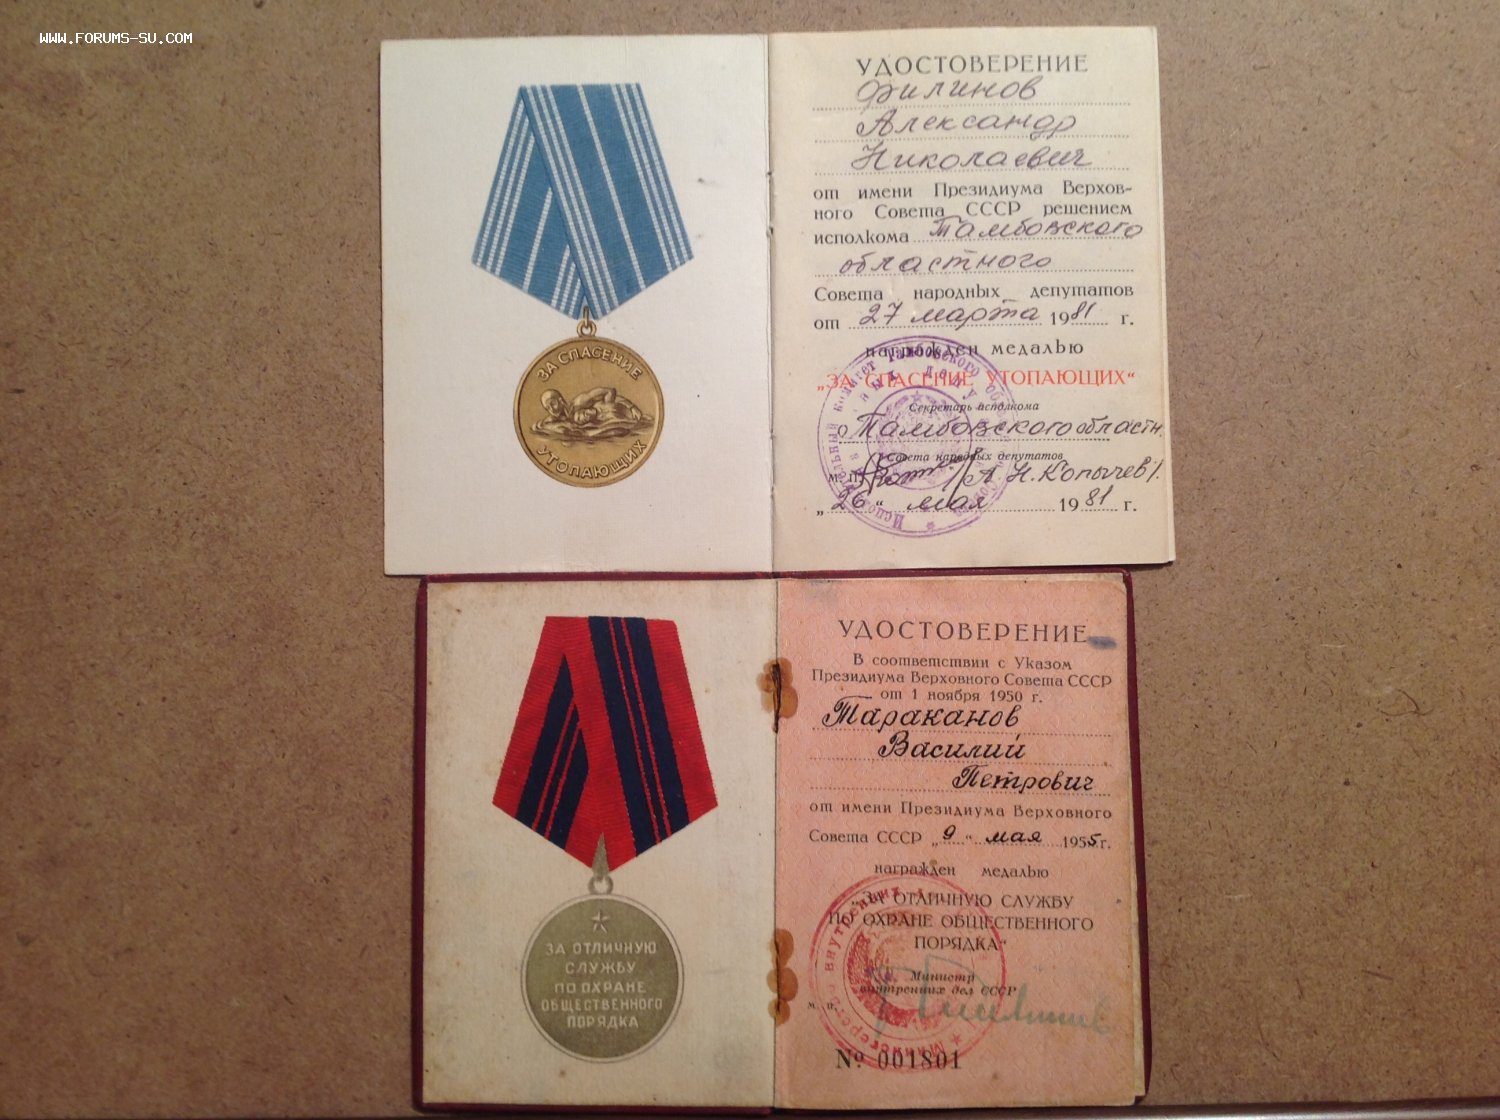 WWW.FORUMS-SU.COM
ЗА СПАСЕНИЕ
УТОПАЮЩИХ
УДОСТОВЕРЕНИЕ
Филинов
Александр
Николаевич
от имени Президиума Верхов-
ного Совета СССР решением
исполкома Тамбовского
областного
Совета народных депутатов
от 27 марта 1981 г.
награжден медалью
„ЗА СПАСЕНИЕ УТОПАЮЩИХ“
Секретарь исполкома
Тамбовского областн.
Совета народных депутатов
м. п. /А. Н. Копычев/.
„26“ мая 1981 г.
ЗА ОТЛИЧНУЮ
СЛУЖБУ
ПО ОХРАНЕ
ОБЩЕСТВЕННОГО
ПОРЯДКА
УДОСТОВЕРЕНИЕ
В соответствии с Указом
Президиума Верховного Совета СССР
от 1 ноября 1950 г.
Тараканов
Василий
Петрович
от имени Президиума Верховного
Совета СССР „9“ мая 1955 г.
награжден медалью
„ЗА ОТЛИЧНУЮ СЛУЖБУ
ПО ОХРАНЕ ОБЩЕСТВЕННОГО
ПОРЯДКА“
Министр
внутренних дел СССР
м. п.
№ 001801